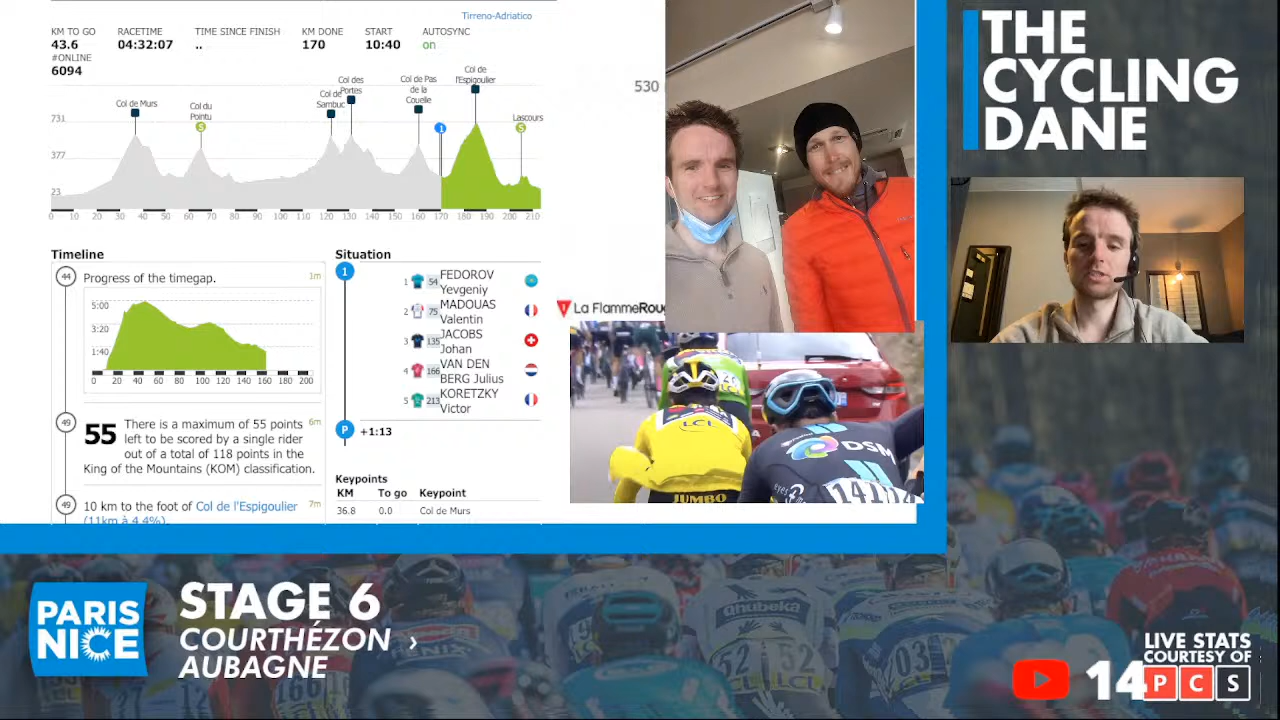 Tirreno-Adriatico
KM TO GO RACETIME TIME SINCE FINISH KM DONE START AUTOSYNC
43.6 04:32:07 .. 170 10:40 on
#ONLINE
6094
Col de Murs
Col du
Pointu
Col de
Sambuc
Col des
Portes
Col de Pas
de la
Couelle
Col de
l'Espigoulier
Lascours
S
1
S
731
377
23
0 10 20 30 40 50 60 70 80 90 100 110 120 130 140 150 160 170 180 190 200 210
530
Timeline
44 Progress of the timegap. 1m
5:00
3:20
1:40
0 20 40 60 80 100 120 140 160 180 200
49 55 There is a maximum of 55 points 6m
left to be scored by a single rider
out of a total of 118 points in the
King of the Mountains (KOM) classification.
49 10 km to the foot of Col de l'Espigoulier 7m
(11km à 4.4%).
Situation
1
1 54 FEDOROV
Yevgeniy
2 75 MADOUAS
Valentin
3 135 JACOBS
Johan
4 166 VAN DEN
BERG Julius
5 213 KORETZKY
Victor
P +1:13
Keypoints
KM To go Keypoint
36.8 0.0 Col de Murs
La FlammeRou
LCL
JUMBO
DSM
141
THE
CYCLING
DANE
PARIS
NICE
STAGE 6
COURTHÉZON ›
AUBAGNE
qhubeka
52 52
166
14
LIVE STATS
COURTESY OF
PCS